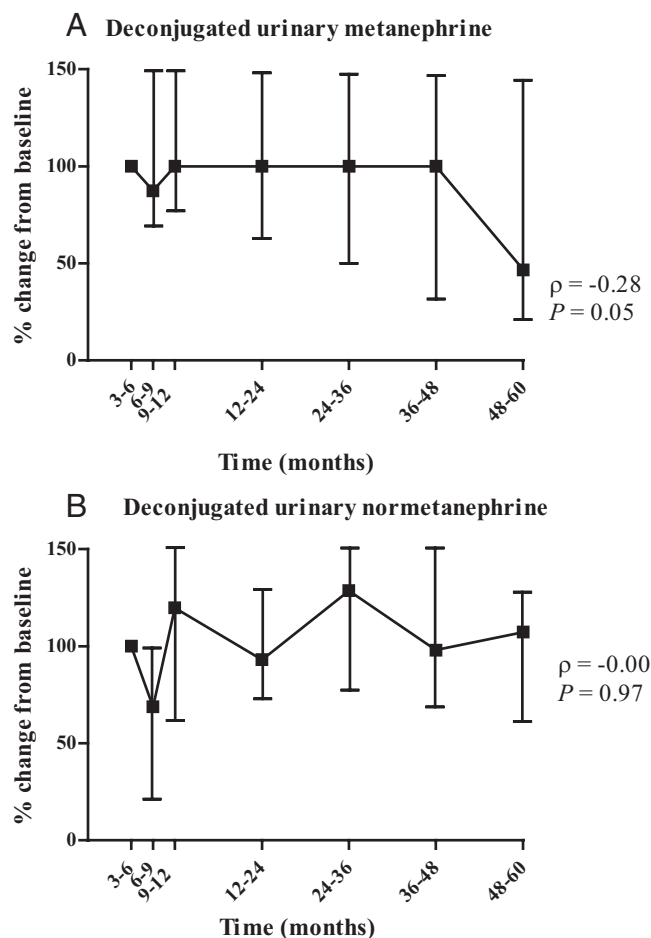 A Deconjugated urinary metanephrine
% change from baseline
150
100
50
0
ρ = -0.28
P = 0.05
3-6
6-9
9-12
12-24
24-36
36-48
48-60
Time (months)
B Deconjugated urinary normetanephrine
% change from baseline
150
100
50
0
ρ = -0.00
P = 0.97
3-6
6-9
9-12
12-24
24-36
36-48
48-60
Time (months)